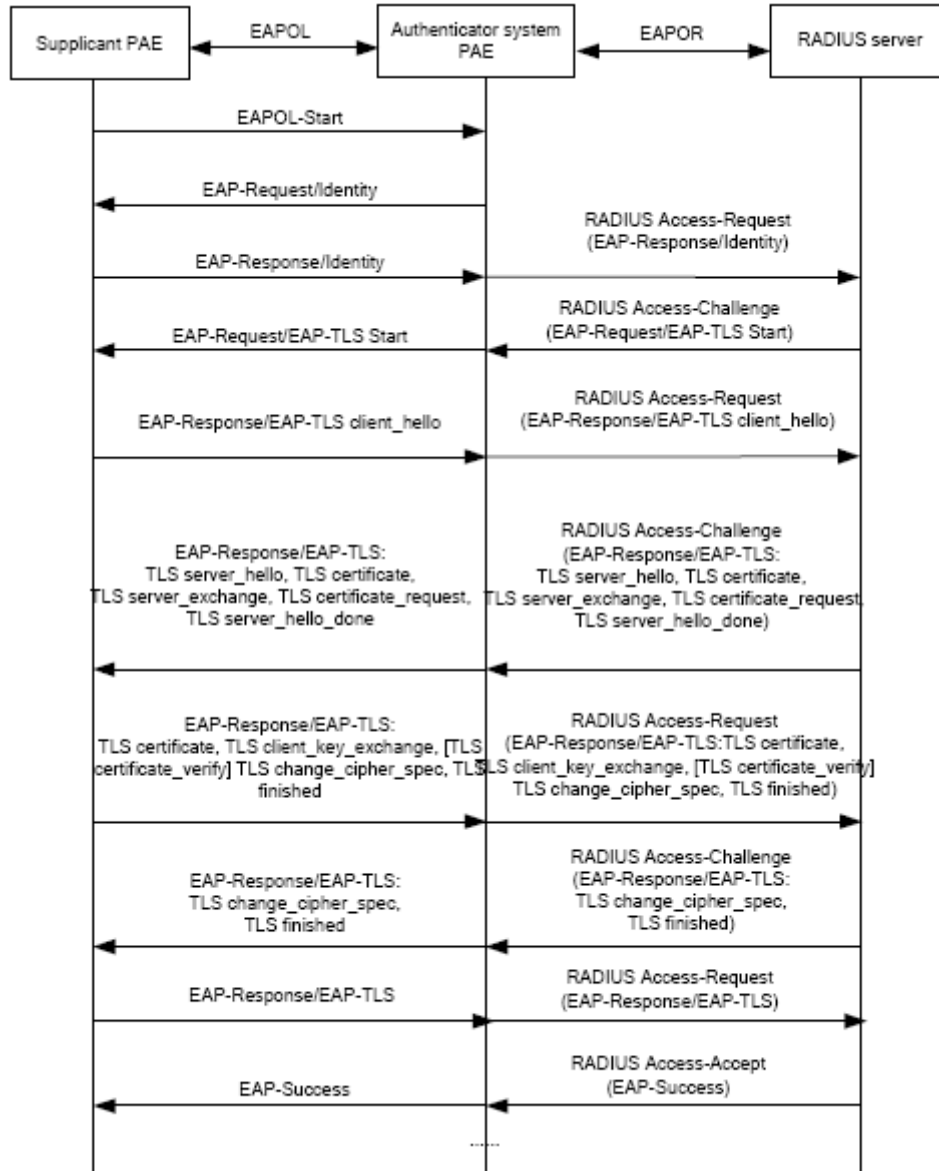 Supplicant PAE
EAPOL
Authenticator system
PAE
EAPOR
RADIUS server
EAPOL-Start
EAP-Request/Identity
RADIUS Access-Request
(EAP-Response/Identity)
EAP-Response/Identity
RADIUS Access-Challenge
(EAP-Request/EAP-TLS Start)
EAP-Request/EAP-TLS Start
RADIUS Access-Request
(EAP-Response/EAP-TLS client_hello)
EAP-Response/EAP-TLS client_hello
RADIUS Access-Challenge
(EAP-Response/EAP-TLS:
TLS server_hello, TLS certificate,
TLS server_exchange, TLS certificate_request,
TLS server_hello_done)
EAP-Response/EAP-TLS:
TLS server_hello, TLS certificate,
TLS server_exchange, TLS certificate_request,
TLS server_hello_done
EAP-Response/EAP-TLS:
TLS certificate, TLS client_key_exchange, [TLS
certificate_verify] TLS change_cipher_spec, TLS
finished
RADIUS Access-Request
(EAP-Response/EAP-TLS:TLS certificate,
TLS client_key_exchange, [TLS certificate_verify]
TLS change_cipher_spec, TLS finished)
RADIUS Access-Challenge
(EAP-Response/EAP-TLS:
TLS change_cipher_spec,
TLS finished)
EAP-Response/EAP-TLS:
TLS change_cipher_spec,
TLS finished
EAP-Response/EAP-TLS
RADIUS Access-Request
(EAP-Response/EAP-TLS)
RADIUS Access-Accept
(EAP-Success)
EAP-Success
......